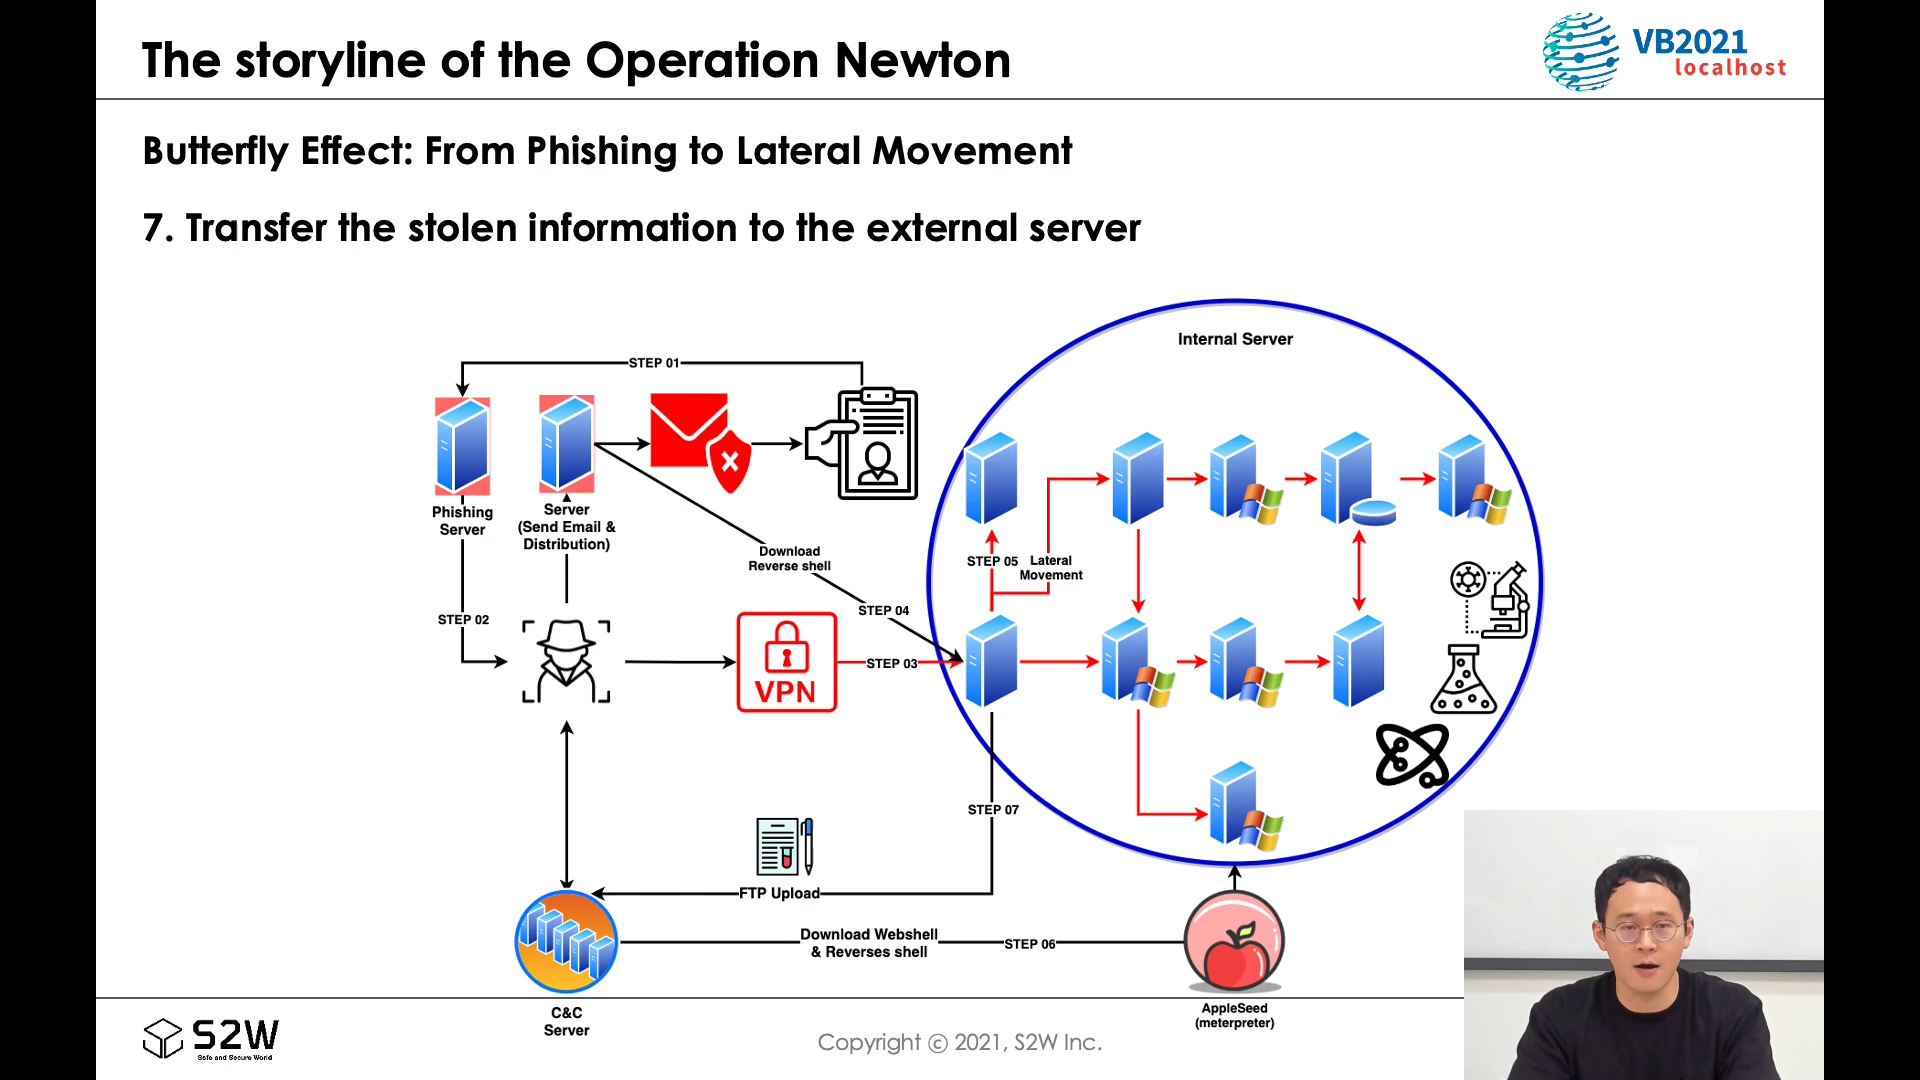 The storyline of the Operation Newton
VB2021
localhost
Butterfly Effect: From Phishing to Lateral Movement
7. Transfer the stolen information to the external server
Internal Server
STEP 01
Phishing
Server
Server
(Send Email &
Distribution)
Download
Reverse shell
STEP 05
Lateral
Movement
STEP 02
STEP 04
VPN
STEP 03
STEP 07
FTP Upload
Download Webshell
& Reverses shell
STEP 06
C&C
Server
AppleSeed
(meterpreter)
S2W
Safe and Secure World
Copyright © 2021, S2W Inc.